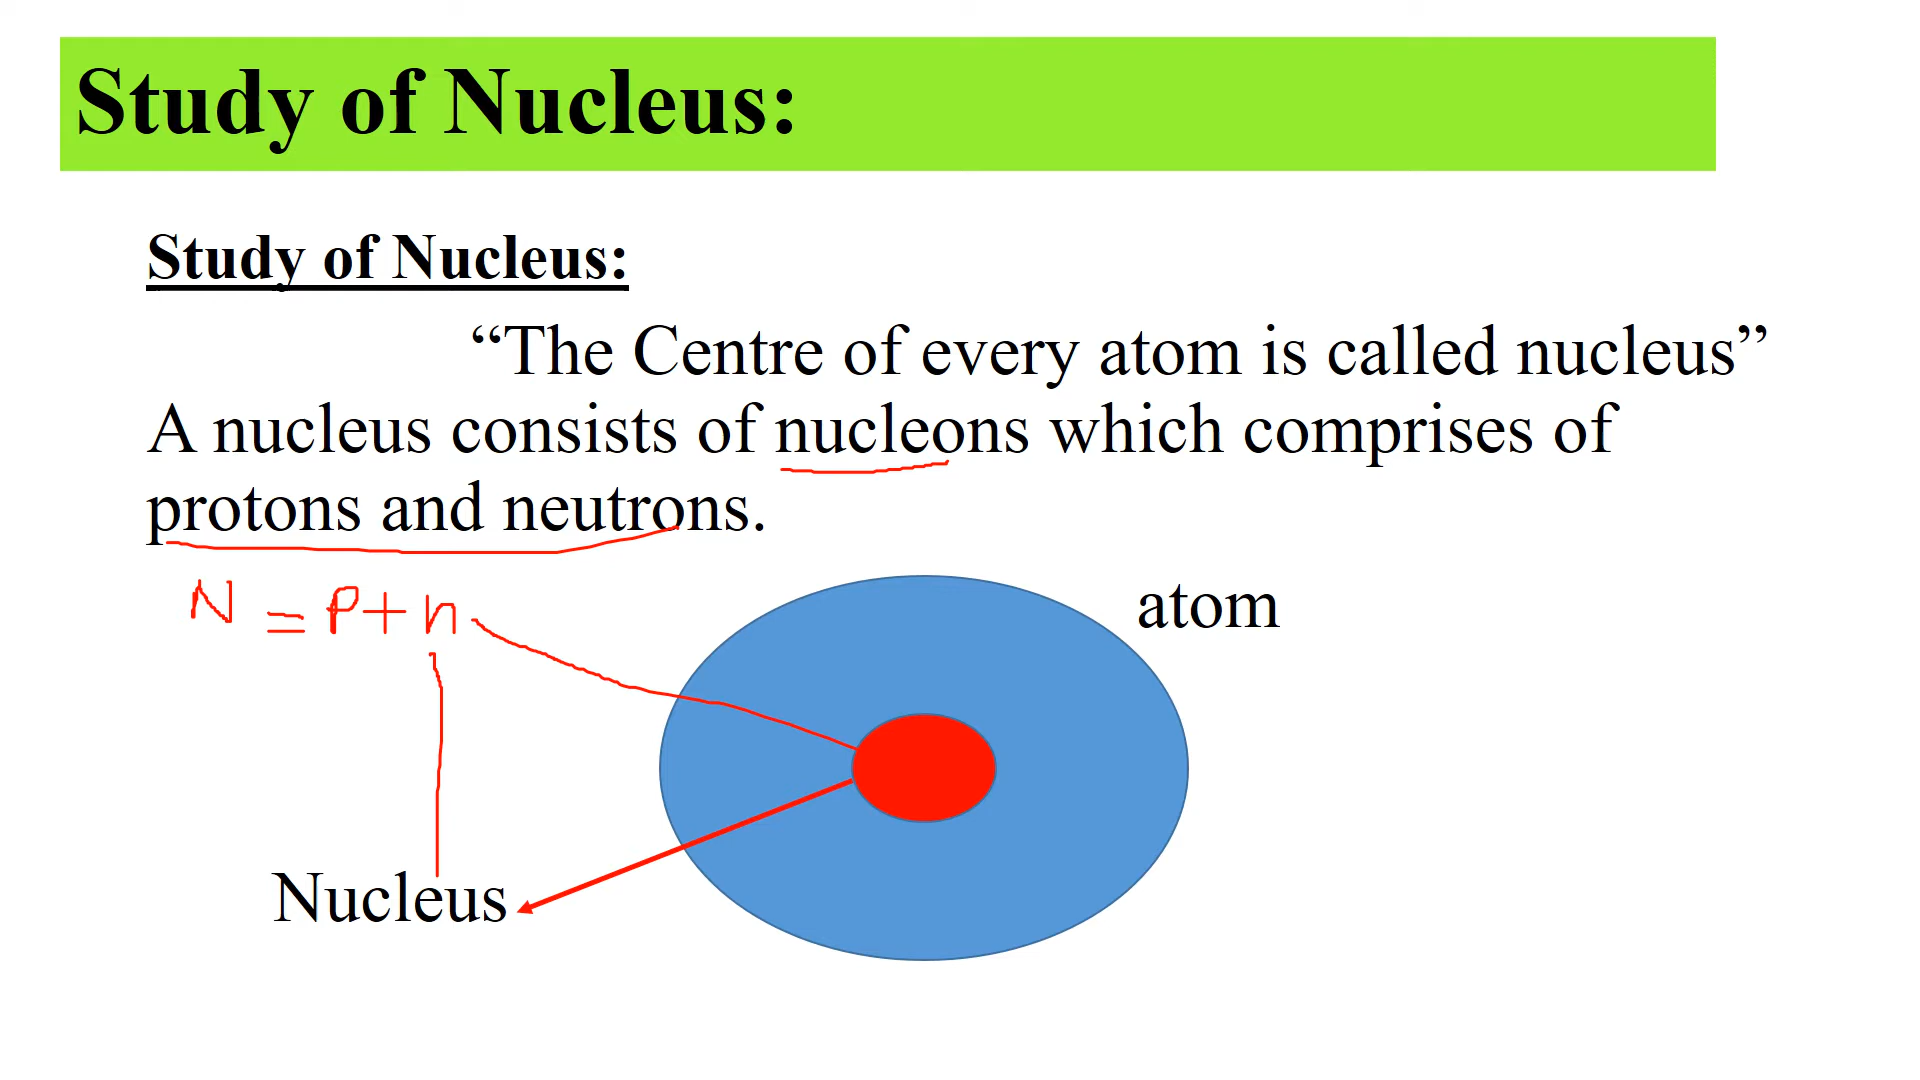 Study of Nucleus:
Study of Nucleus:
“The Centre of every atom is called nucleus”
A nucleus consists of nucleons which comprises of
protons and neutrons.
N = P+n
atom
Nucleus